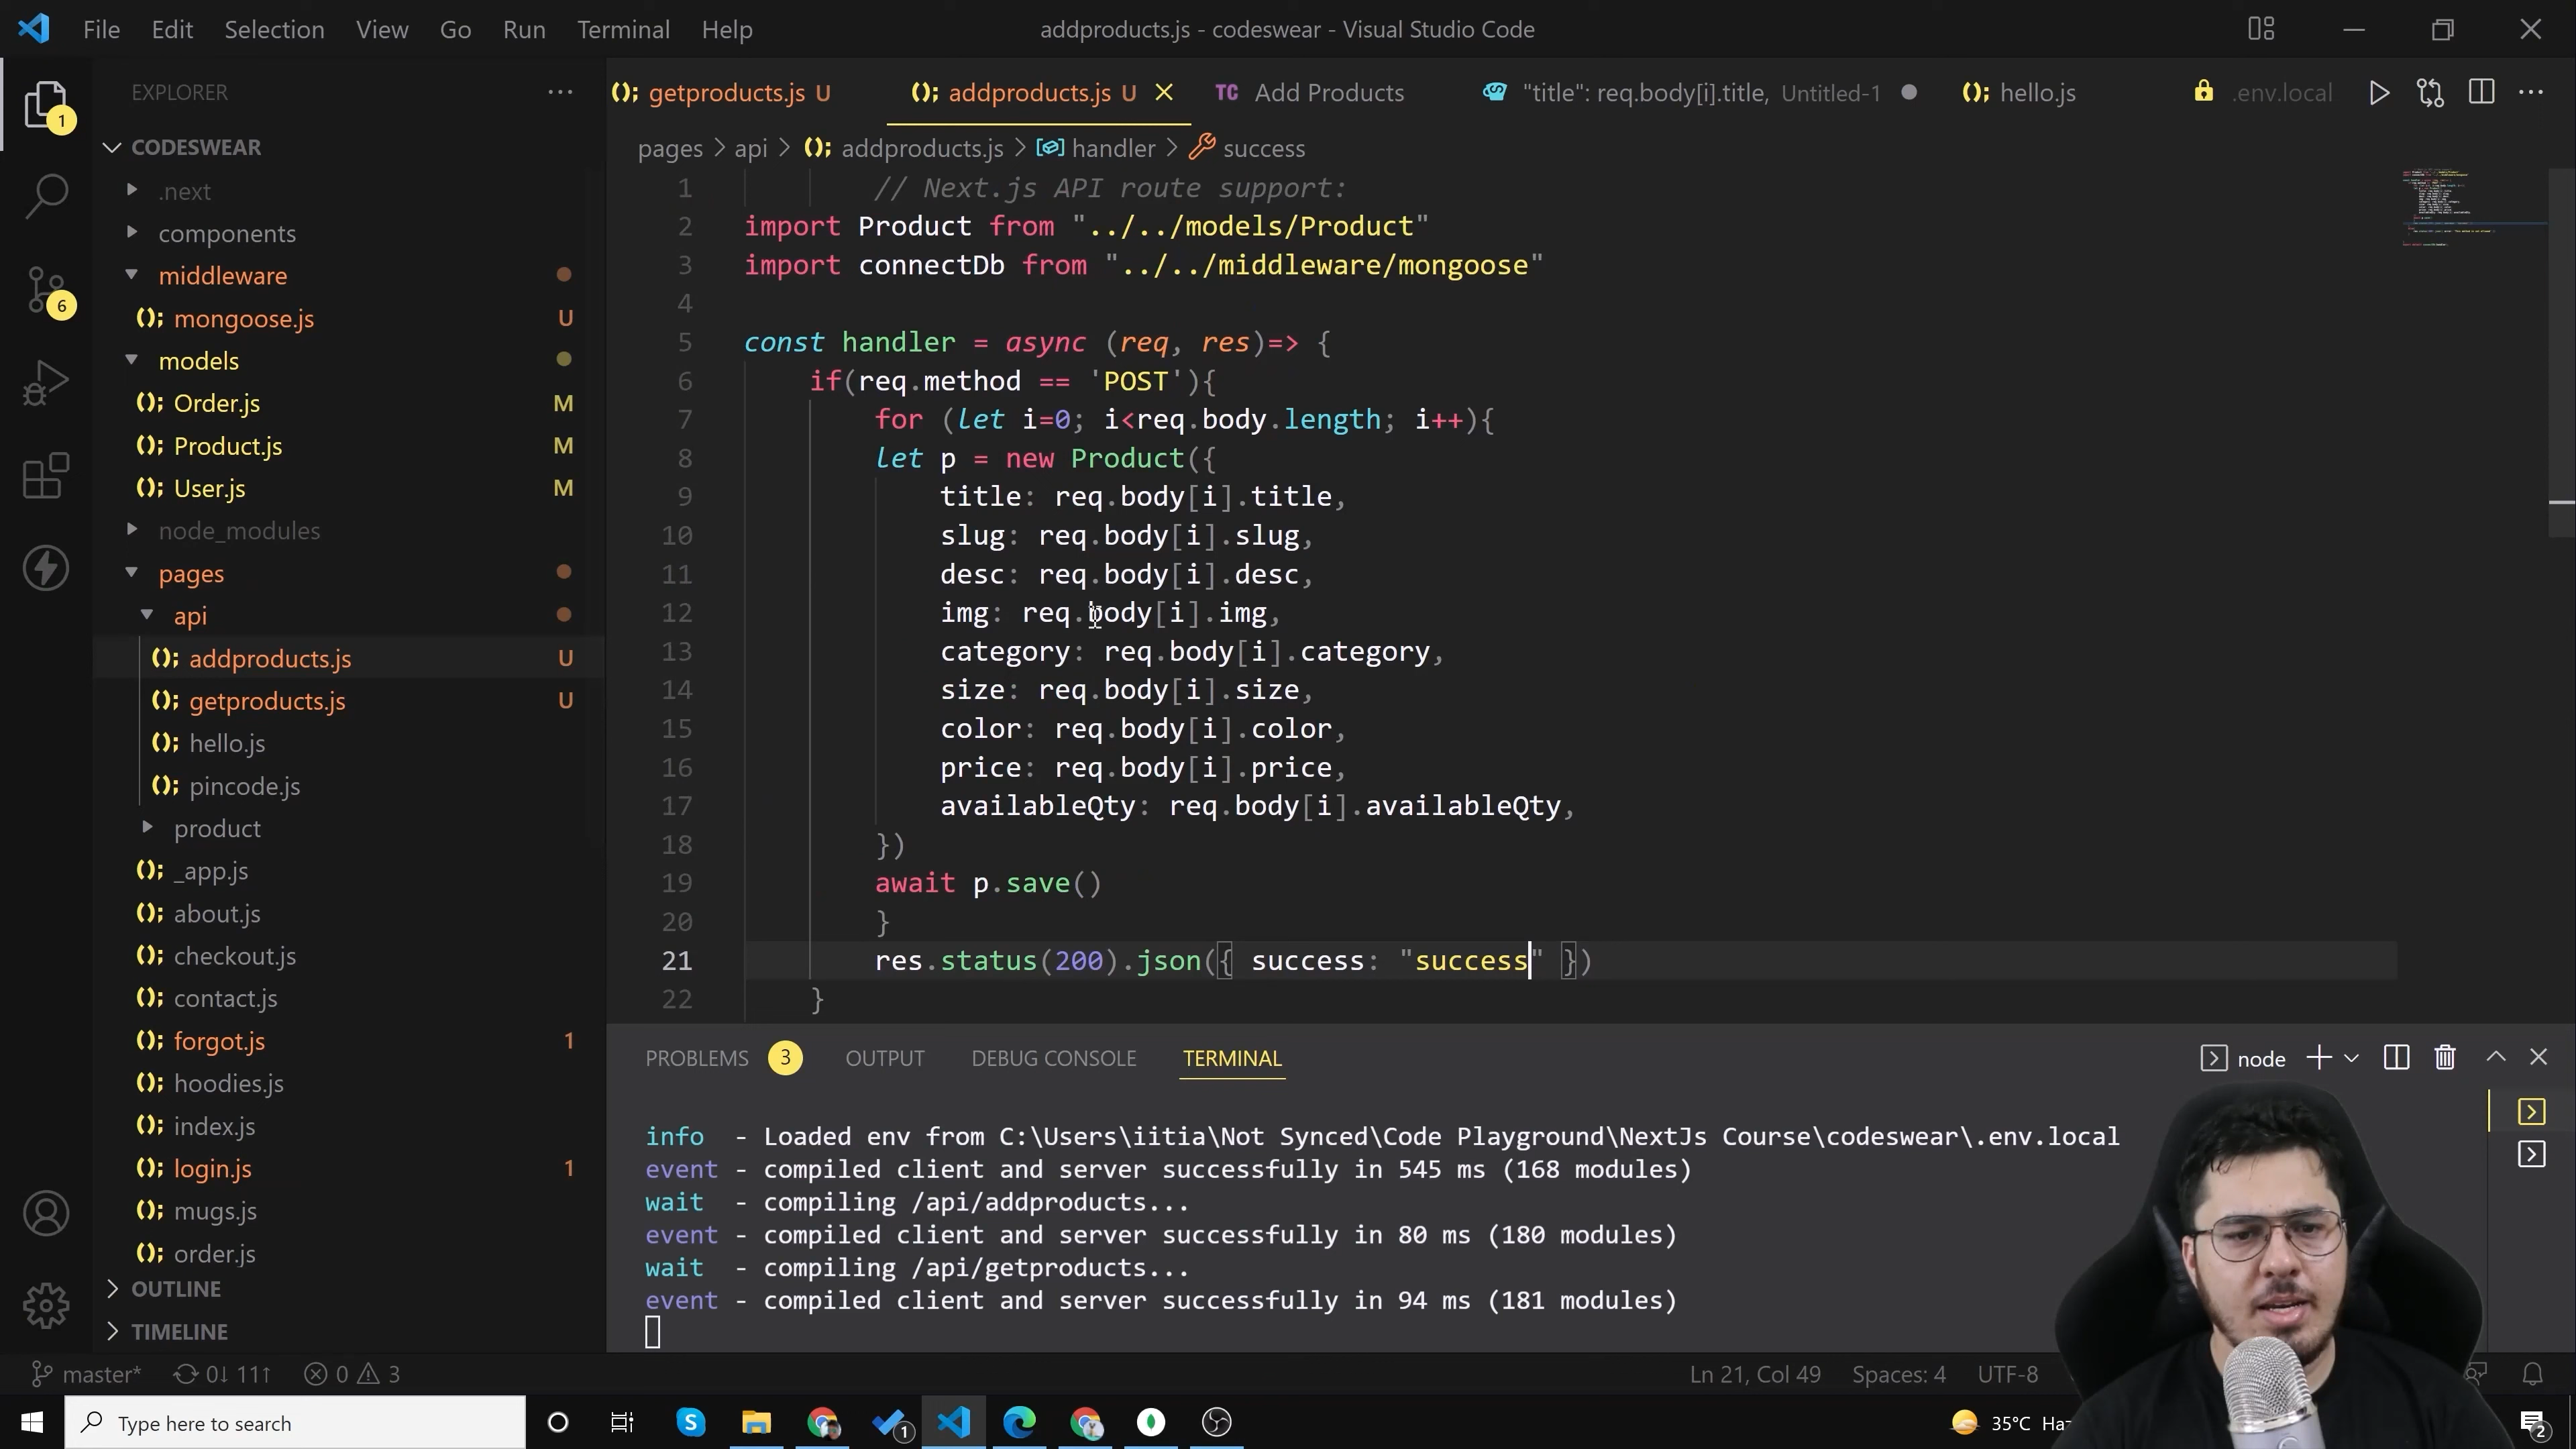 File Edit Selection View Go Run Terminal Help
addproducts.js - codeswear - Visual Studio Code
EXPLORER
1
CODESWEAR
.next
components
middleware
mongoose.js U
models
Order.js M
Product.js M
User.js M
node_modules
pages
api
addproducts.js U
getproducts.js U
hello.js
pincode.js
product
_app.js
about.js
checkout.js
contact.js
forgot.js 1
hoodies.js
index.js
login.js 1
mugs.js
order.js
OUTLINE
TIMELINE
6
getproducts.js U addproducts.js U TC Add Products "title": req.body[i].title, Untitled-1 hello.js .env.local
pages > api > addproducts.js > handler > success
1 // Next.js API route support:
2 import Product from "../../models/Product"
3 import connectDb from "../../middleware/mongoose"
4
5 const handler = async (req, res)=> {
6 if(req.method == 'POST'){
7 for (let i=0; i<req.body.length; i++){
8 let p = new Product({
9 title: req.body[i].title,
10 slug: req.body[i].slug,
11 desc: req.body[i].desc,
12 img: req.body[i].img,
13 category: req.body[i].category,
14 size: req.body[i].size,
15 color: req.body[i].color,
16 price: req.body[i].price,
17 availableQty: req.body[i].availableQty,
18 })
19 await p.save()
20 }
21 res.status(200).json({ success: "success" })
22 }
PROBLEMS 3 OUTPUT DEBUG CONSOLE TERMINAL
node
info - Loaded env from C:\Users\iitia\Not Synced\Code Playground\NextJs Course\codeswear\.env.local
event - compiled client and server successfully in 545 ms (168 modules)
wait - compiling /api/addproducts...
event - compiled client and server successfully in 80 ms (180 modules)
wait - compiling /api/getproducts...
event - compiled client and server successfully in 94 ms (181 modules)
master* 0↓ 11↑ 0 3
Ln 21, Col 49 Spaces: 4 UTF-8
Type here to search
1
35°C
2